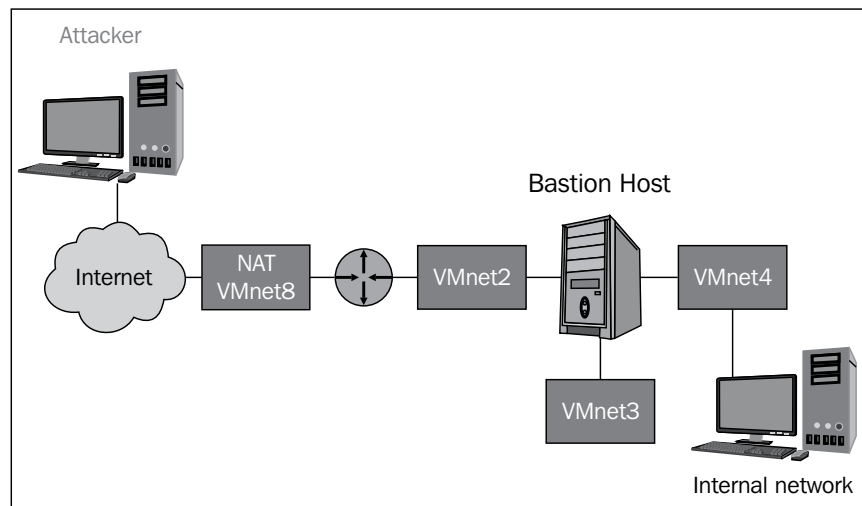 Attacker
Bastion Host
Internet
NAT
VMnet8
VMnet2
VMnet4
VMnet3
Internal network